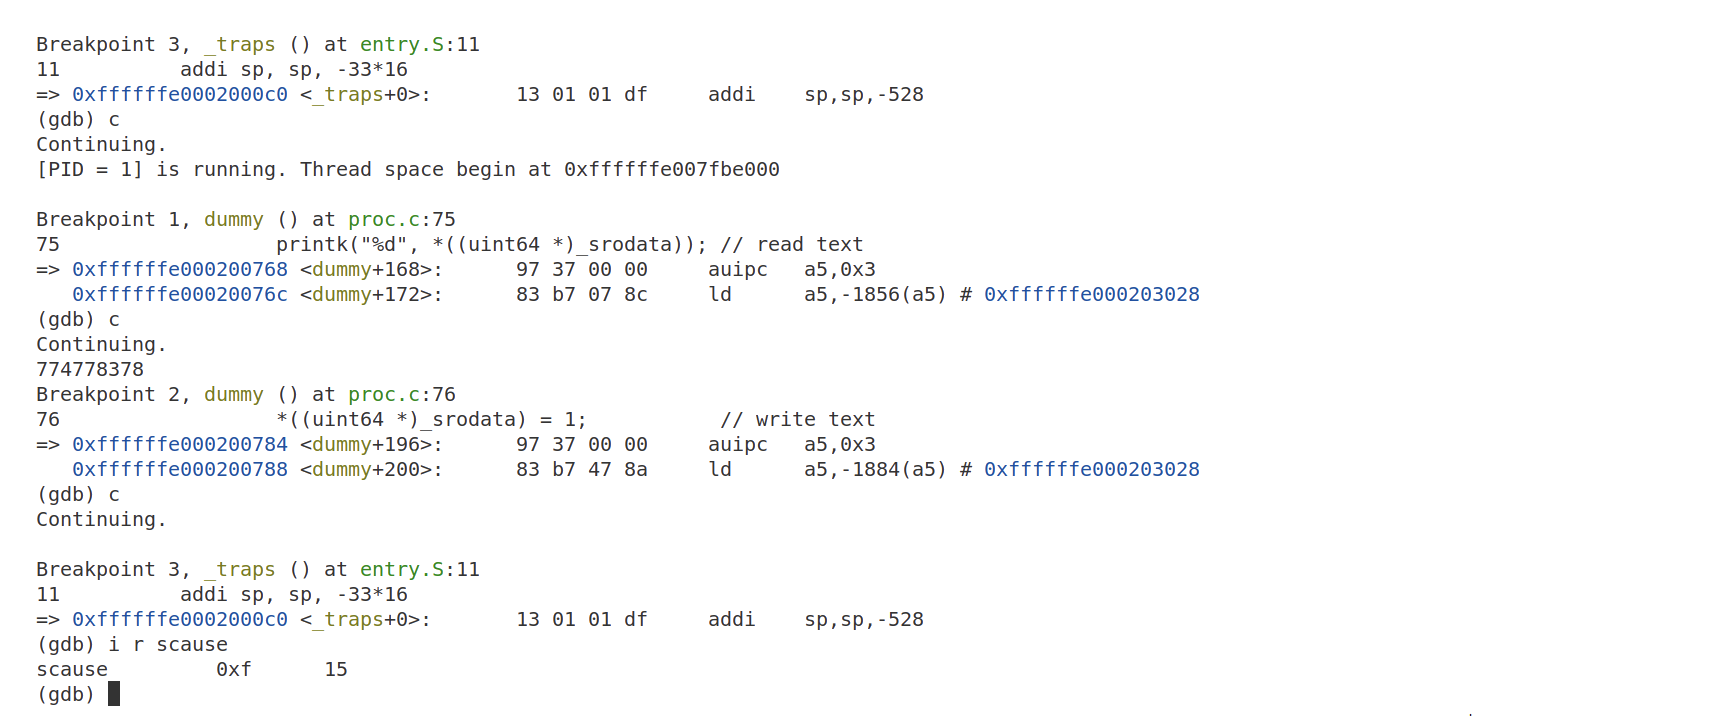 Breakpoint 3, _traps () at entry.S:11
11          addi sp, sp, -33*16
=> 0xffffffe0002000c0 <_traps+0>:       13 01 01 df     addi    sp,sp,-528
(gdb) c
Continuing.
[PID = 1] is running. Thread space begin at 0xffffffe007fbe000

Breakpoint 1, dummy () at proc.c:75
75                  printk("%d", *((uint64 *)_srodata)); // read text
=> 0xffffffe000200768 <dummy+168>:      97 37 00 00     auipc   a5,0x3
   0xffffffe00020076c <dummy+172>:      83 b7 07 8c     ld      a5,-1856(a5) # 0xffffffe000203028
(gdb) c
Continuing.
774778378
Breakpoint 2, dummy () at proc.c:76
76                  *((uint64 *)_srodata) = 1;           // write text
=> 0xffffffe000200784 <dummy+196>:      97 37 00 00     auipc   a5,0x3
   0xffffffe000200788 <dummy+200>:      83 b7 47 8a     ld      a5,-1884(a5) # 0xffffffe000203028
(gdb) c
Continuing.

Breakpoint 3, _traps () at entry.S:11
11          addi sp, sp, -33*16
=> 0xffffffe0002000c0 <_traps+0>:       13 01 01 df     addi    sp,sp,-528
(gdb) i r scause
scause         0xf      15
(gdb)